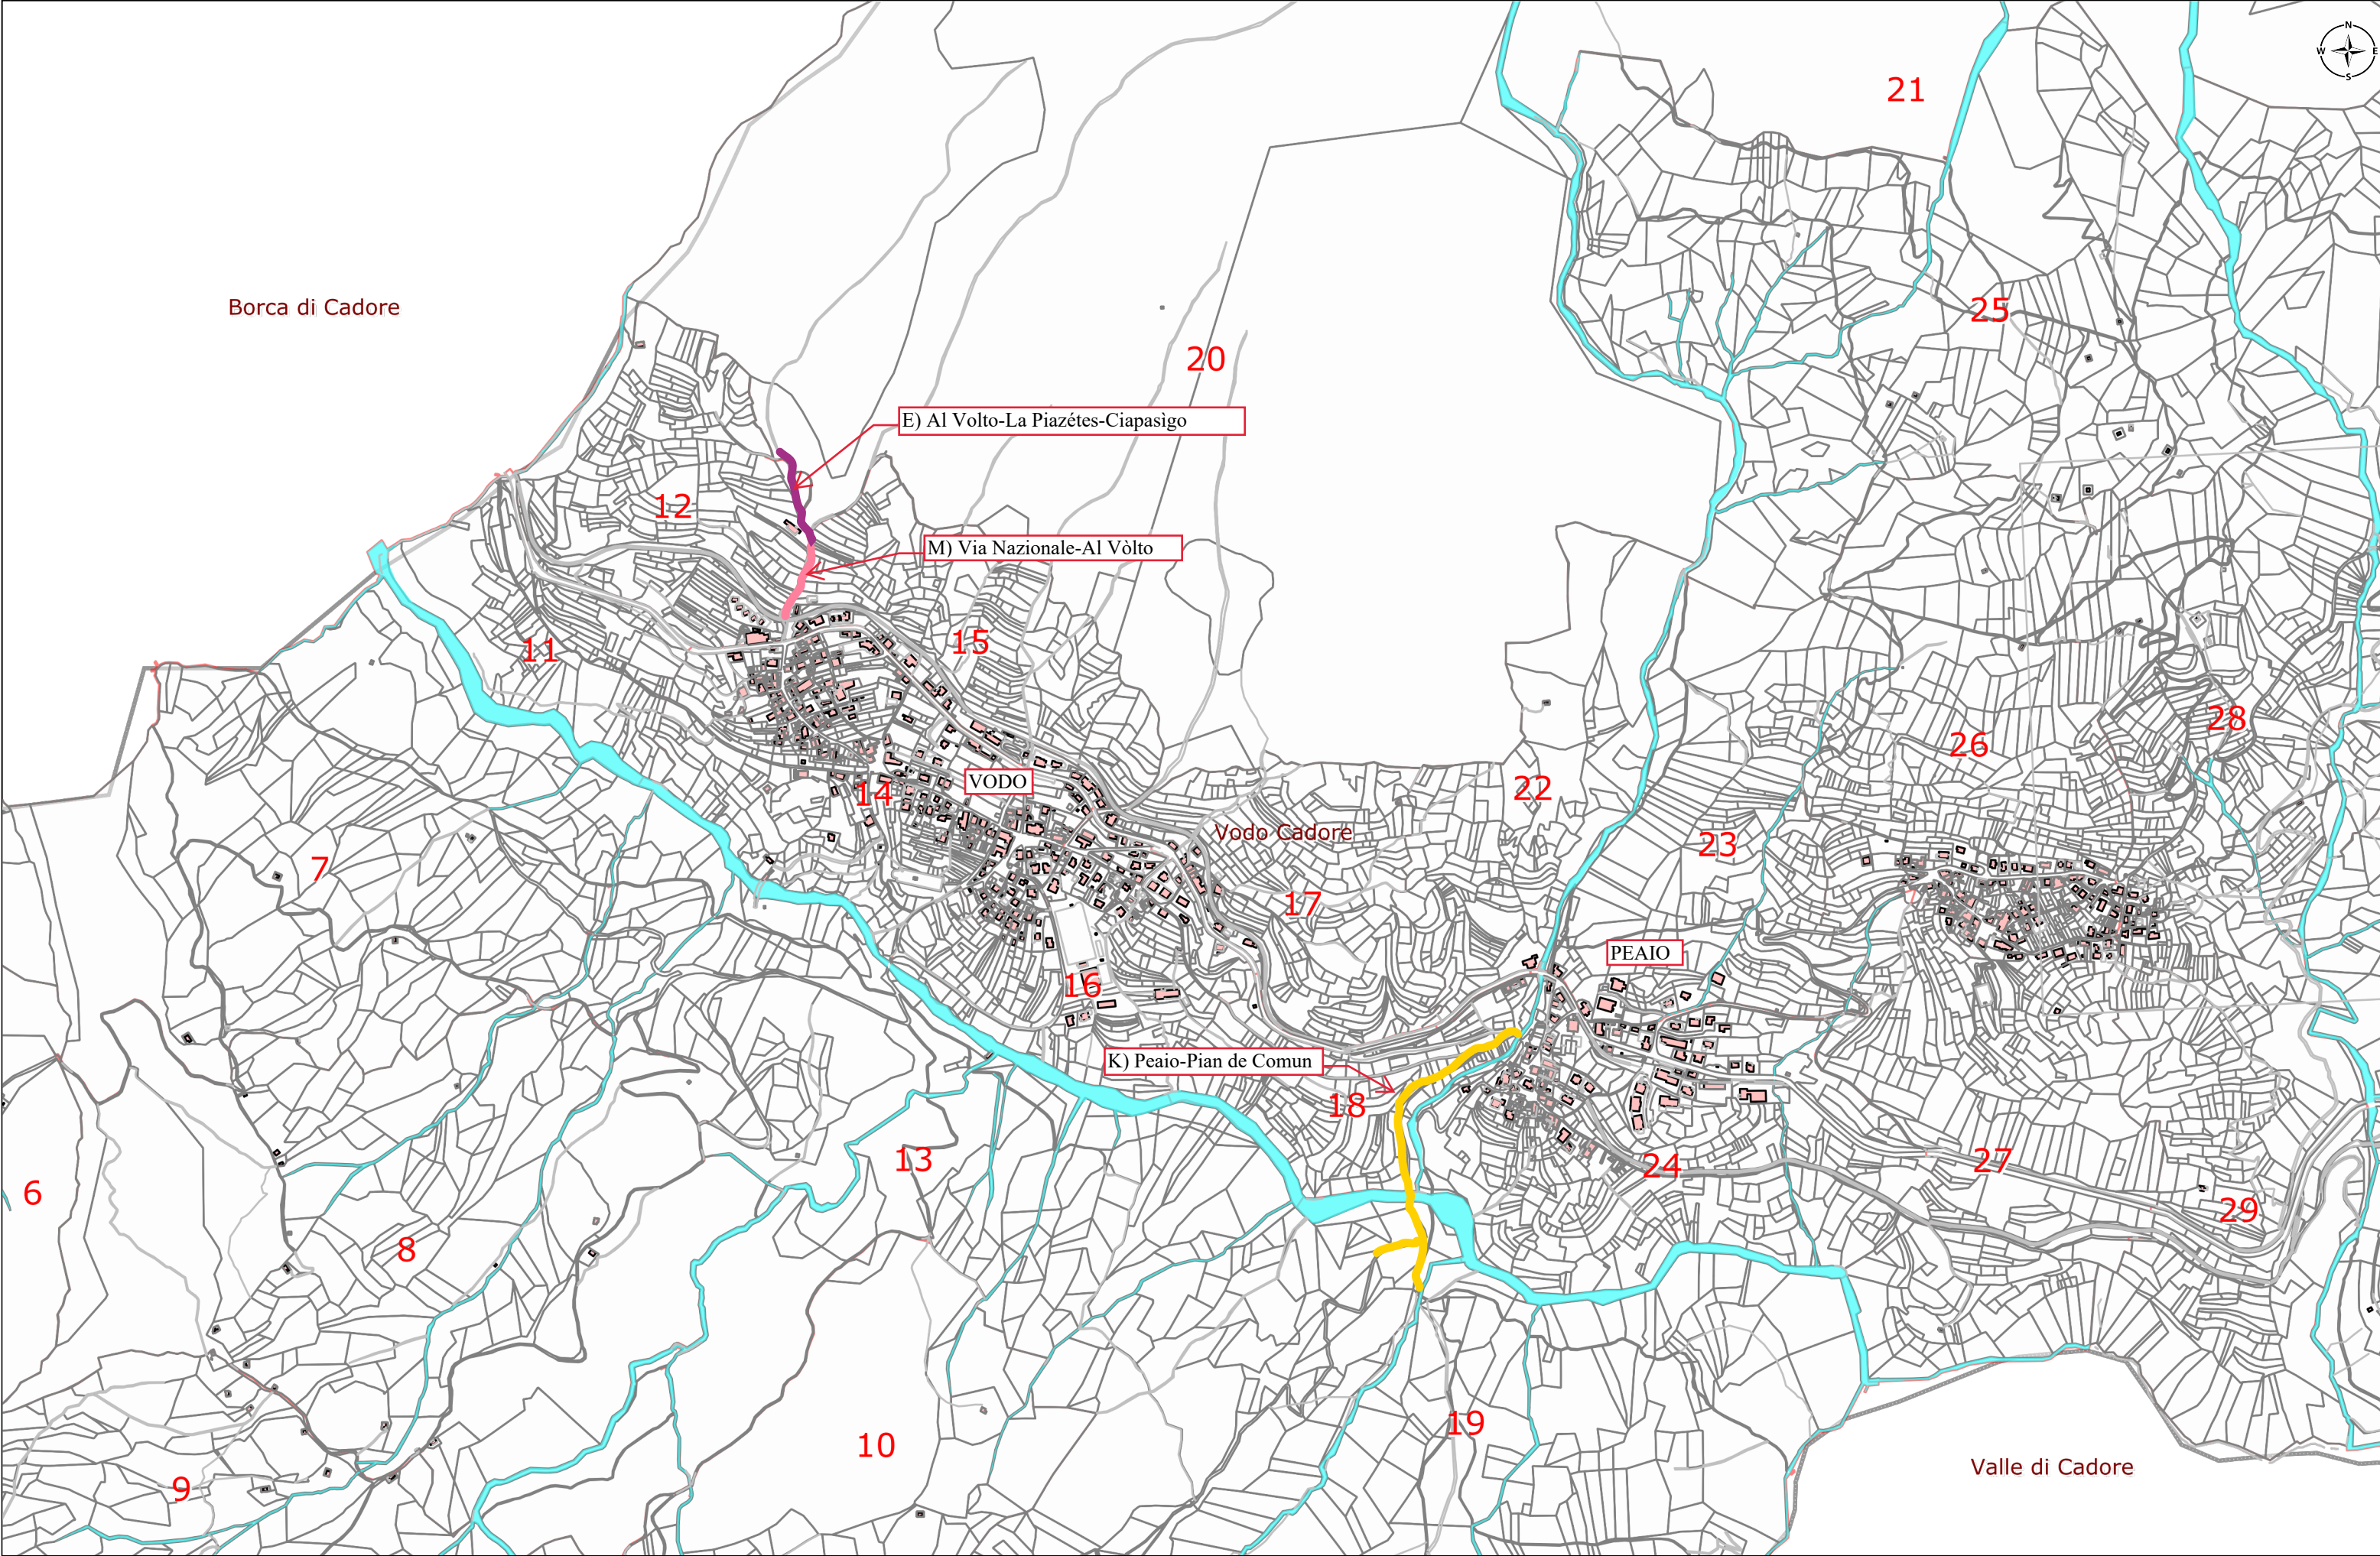 N
W E
S
21
Borca di Cadore
25
20
E) Al Volto-La Piazétes-Ciapasìgo
12
M) Via Nazionale-Al Vòlto
11
15
28
26
VODO
14
22
Vodo Cadore
23
7
17
PEAIO
16
K) Peaio-Pian de Comun
18
13
24
27
6
29
8
19
10
Valle di Cadore
9